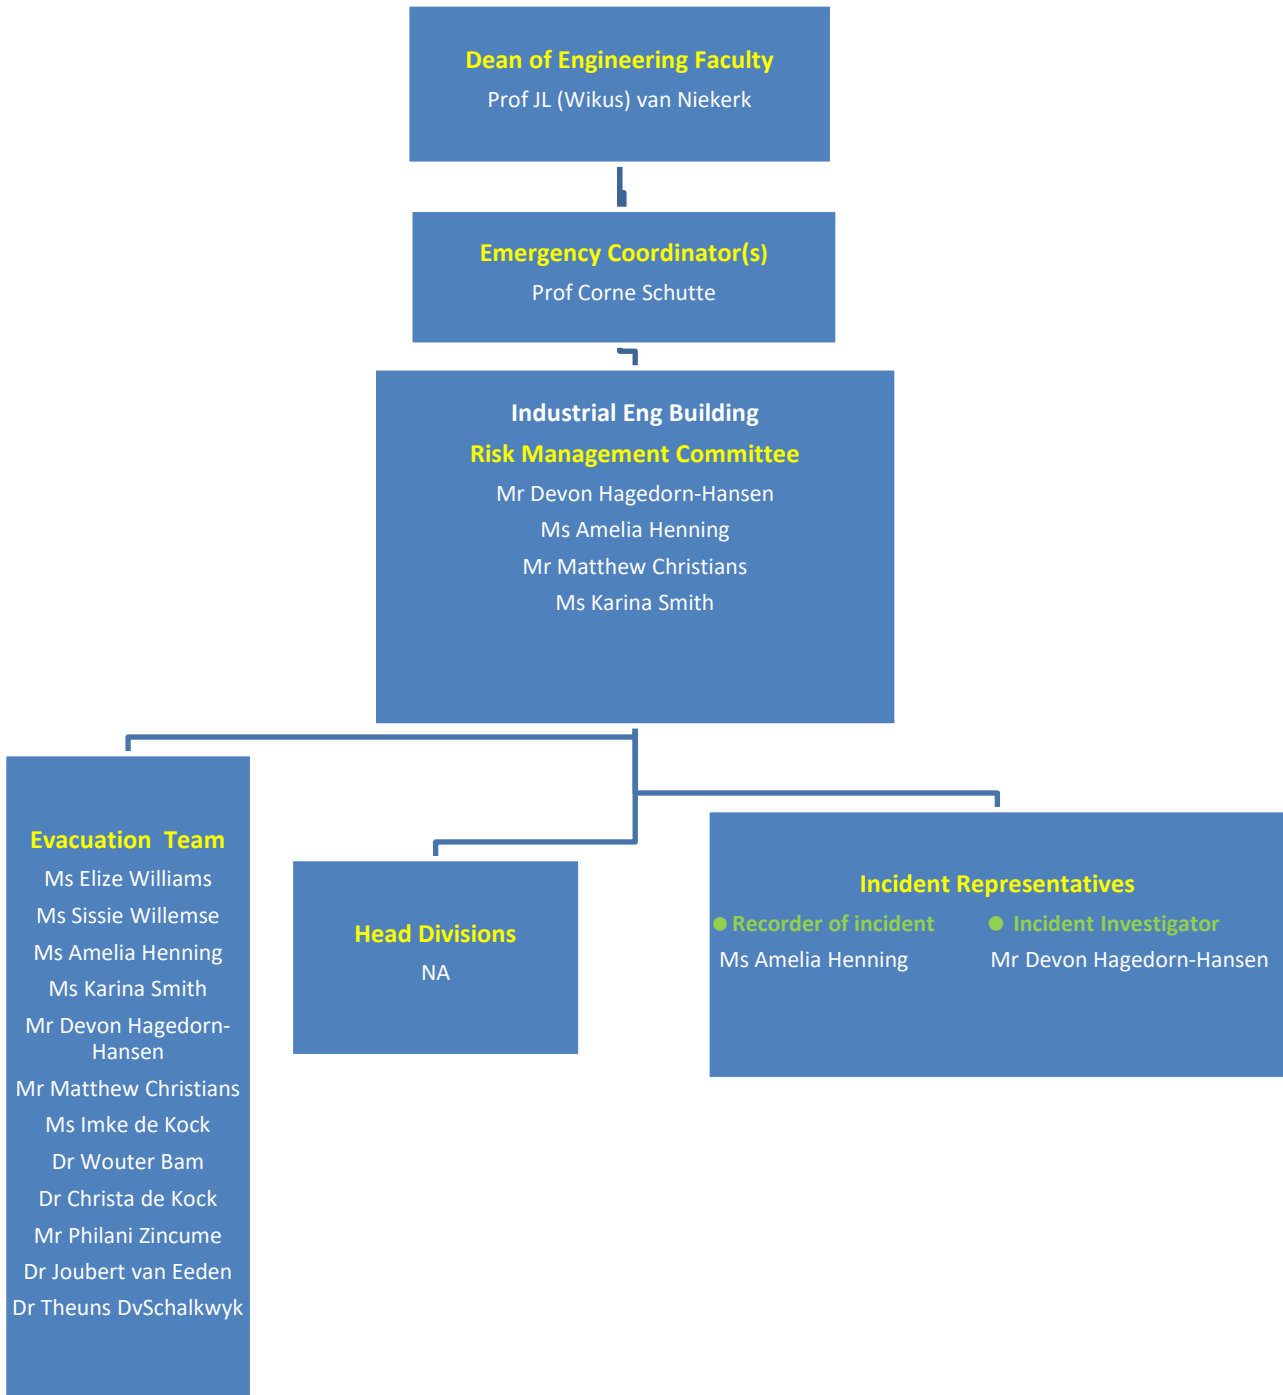 Dean of Engineering Faculty
Prof JL (Wikus) van Niekerk
Emergency Coordinator(s)
Prof Corne Schutte
Industrial Eng Building
Risk Management Committee
Mr Devon Hagedorn-Hansen
Ms Amelia Henning
Mr Matthew Christians
Ms Karina Smith
Evacuation Team
Ms Elize Williams
Ms Sissie Willemse
Ms Amelia Henning
Ms Karina Smith
Mr Devon Hagedorn-
Hansen
Mr Matthew Christians
Ms Imke de Kock
Dr Wouter Bam
Dr Christa de Kock
Mr Philani Zincume
Dr Joubert van Eeden
Dr Theuns DvSchalkwyk
Head Divisions
NA
Incident Representatives
● Recorder of incident ● Incident Investigator
Ms Amelia Henning Mr Devon Hagedorn-Hansen